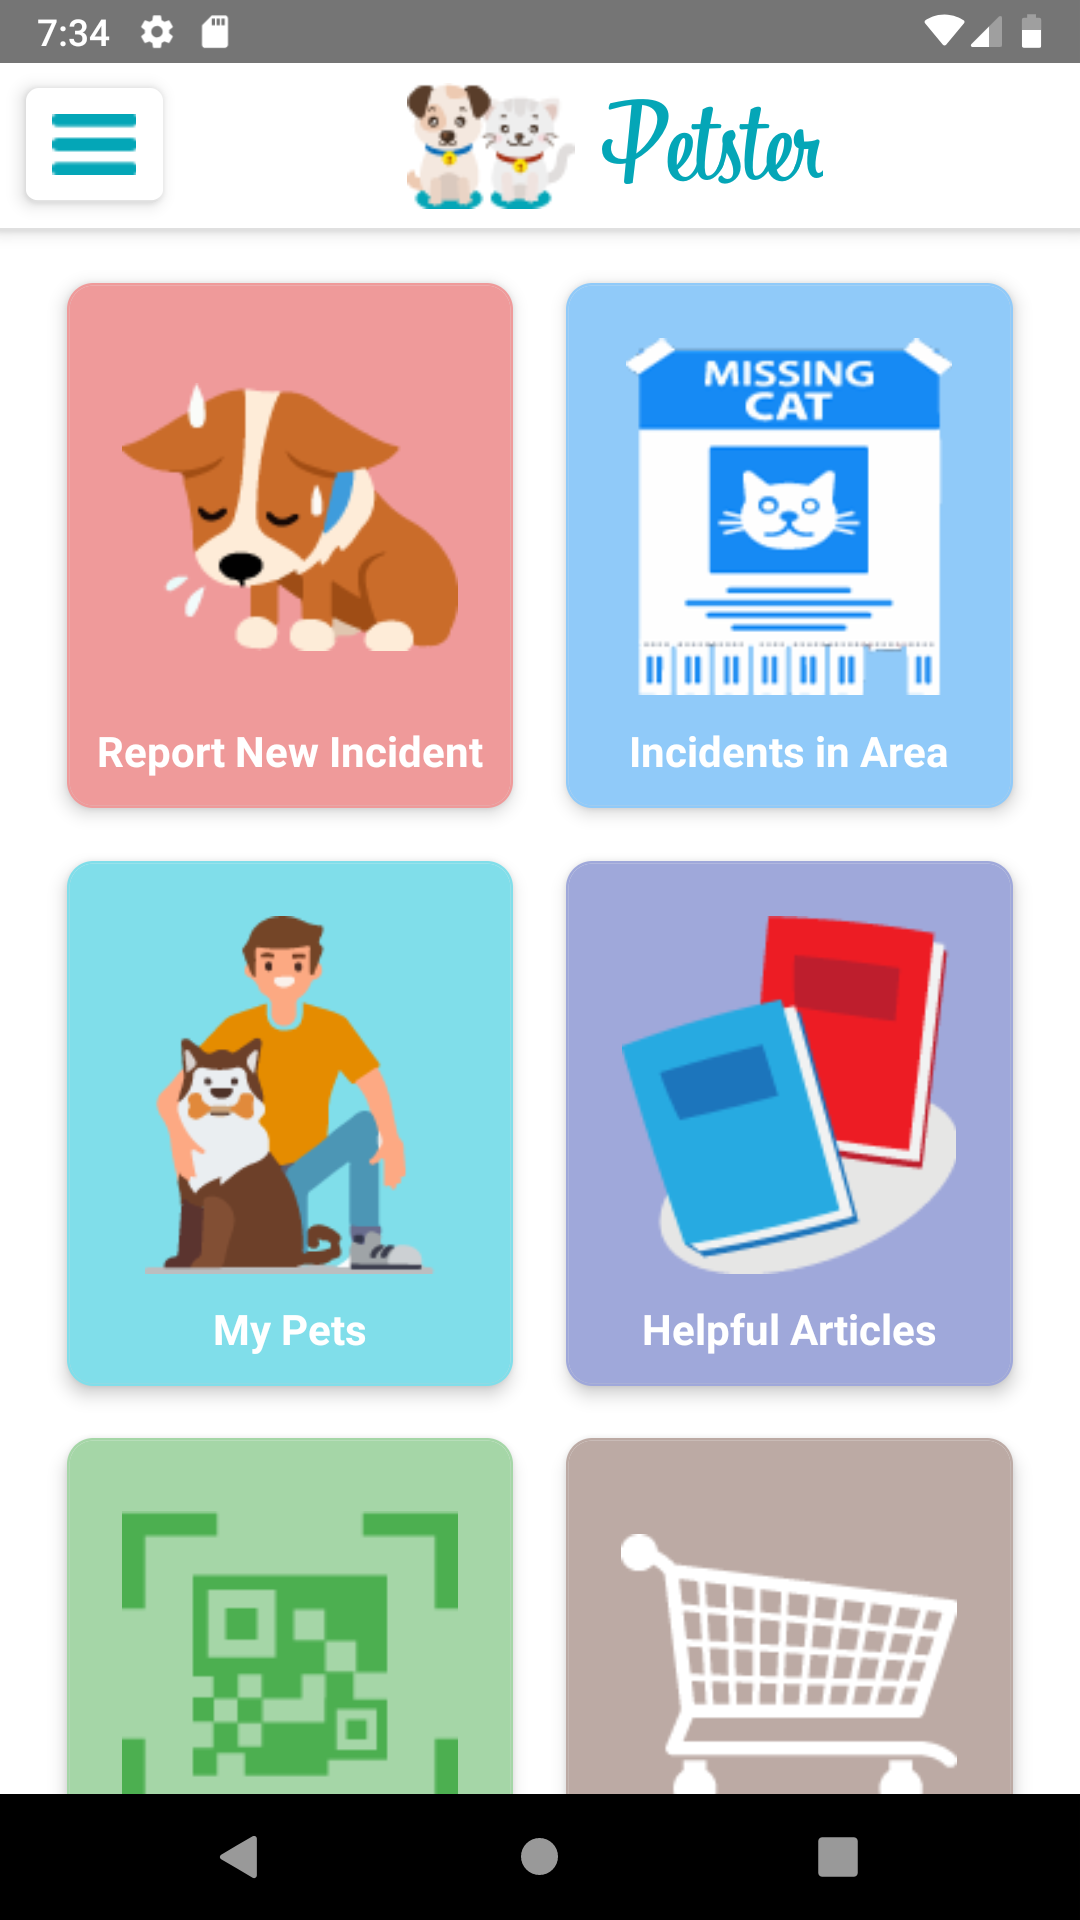 7:34
Petster
MISSING
CAT
Report New Incident
Incidents in Area
My Pets
Helpful Articles